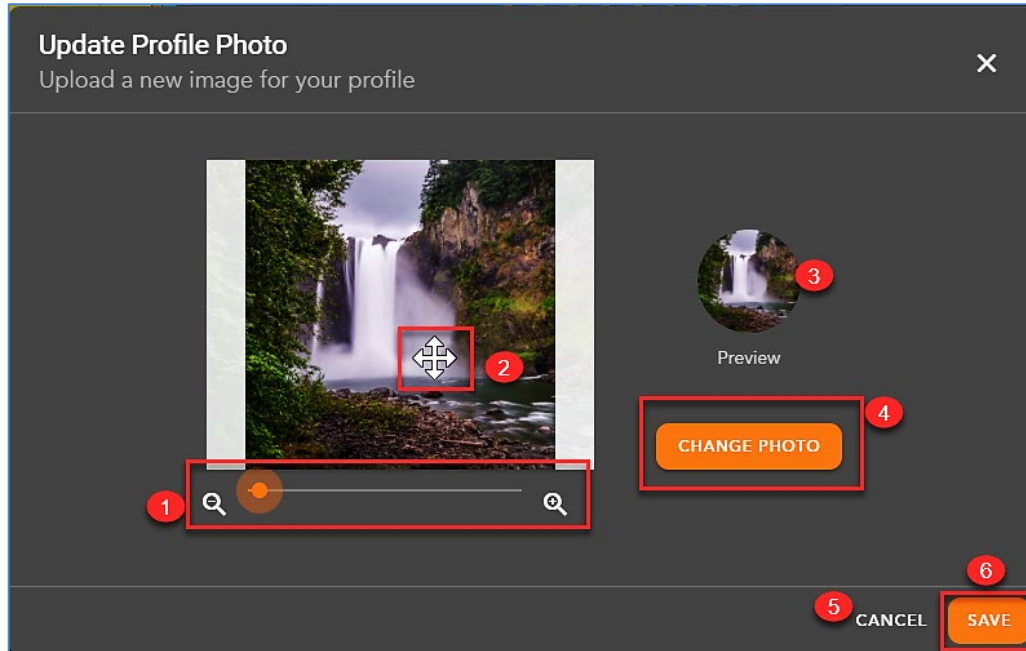 Update Profile Photo
Upload a new image for your profile
3
2
Preview
4
CHANGE PHOTO
1
6
5
CANCEL
SAVE